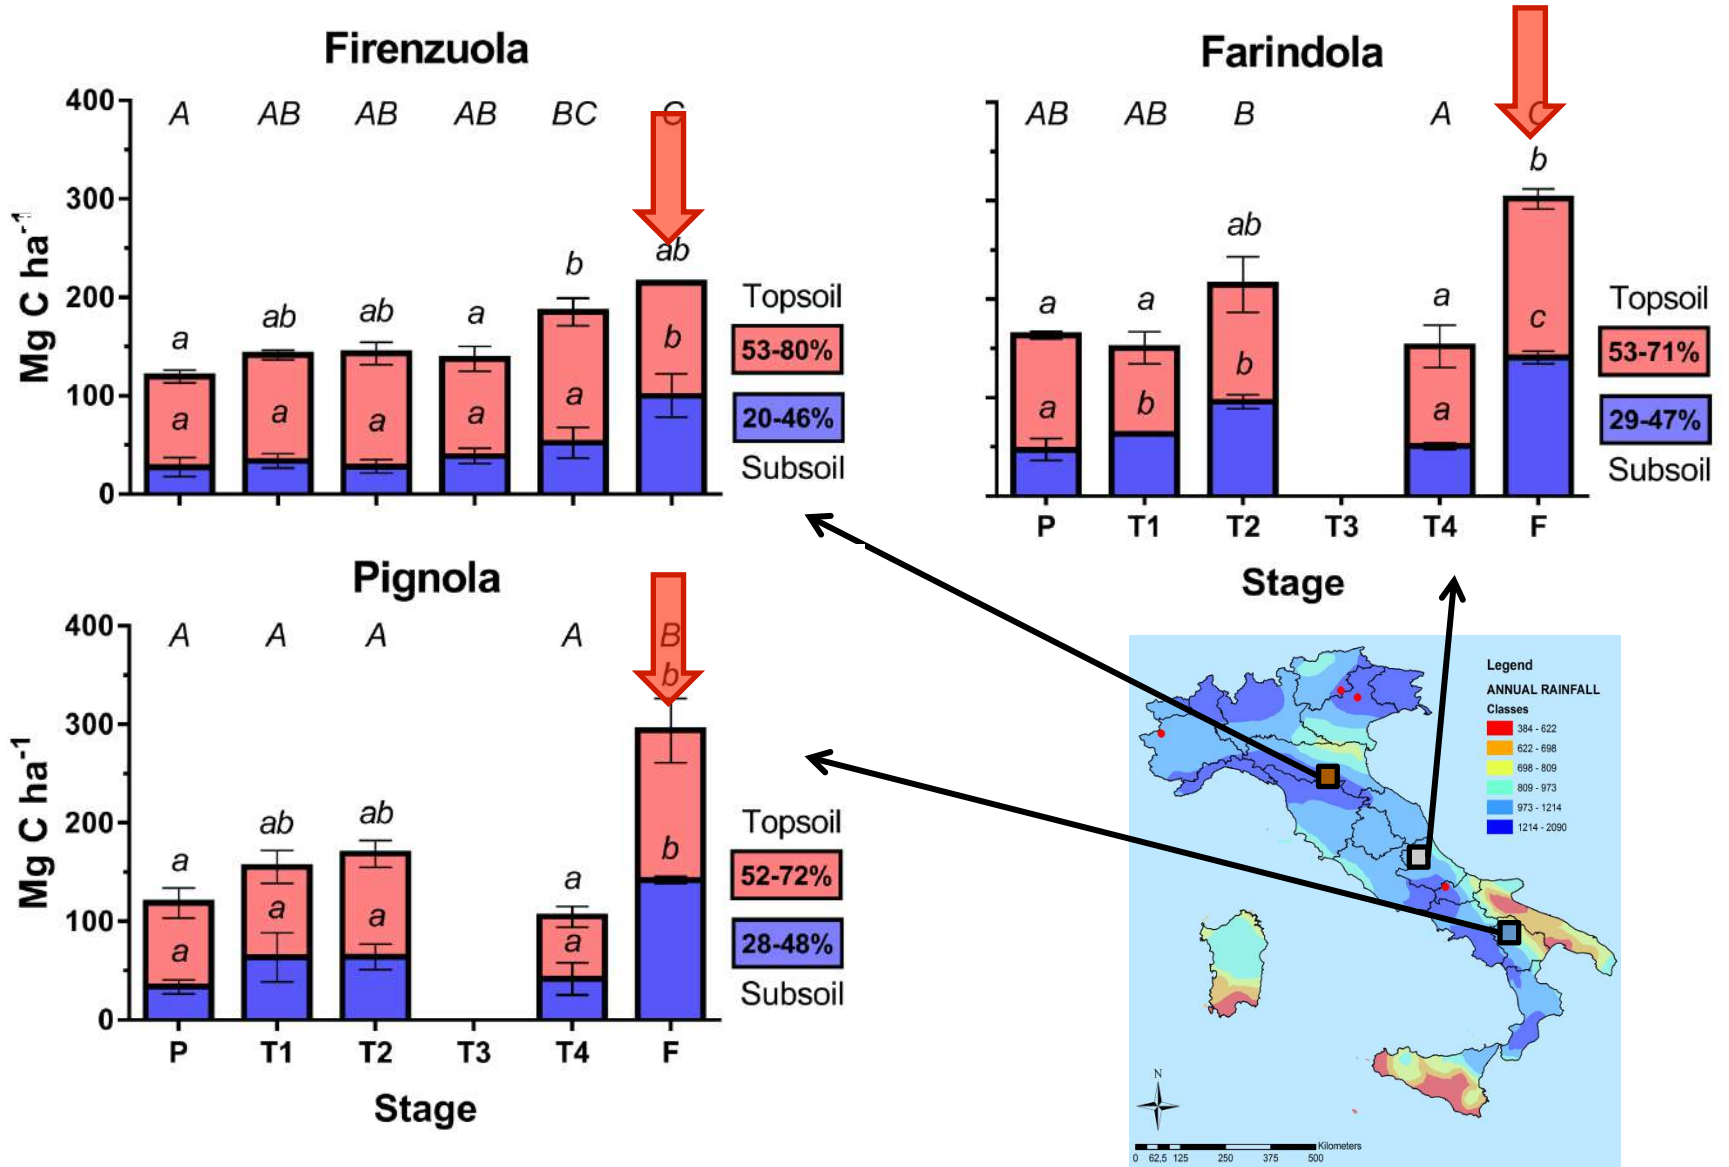 Firenzuola
400
300
200
100
0
Mg C ha-1
A AB AB AB BC C
a ab ab a b ab
a a a a a b
Topsoil
53-80%
20-46%
Subsoil
Farindola
AB AB B A C
a a ab a b
a b b a c
Topsoil
53-71%
29-47%
Subsoil
P T1 T2 T3 T4 F
Stage
Pignola
400
300
200
100
0
Mg C ha-1
A A A A B
a ab ab a b
a a a a b
Topsoil
52-72%
28-48%
Subsoil
P T1 T2 T3 T4 F
Stage
Legend
ANNUAL RAINFALL
Classes
384 - 622
622 - 698
698 - 809
809 - 973
973 - 1214
1214 - 2090
N
Kilometers
0 62,5 125 250 375 500